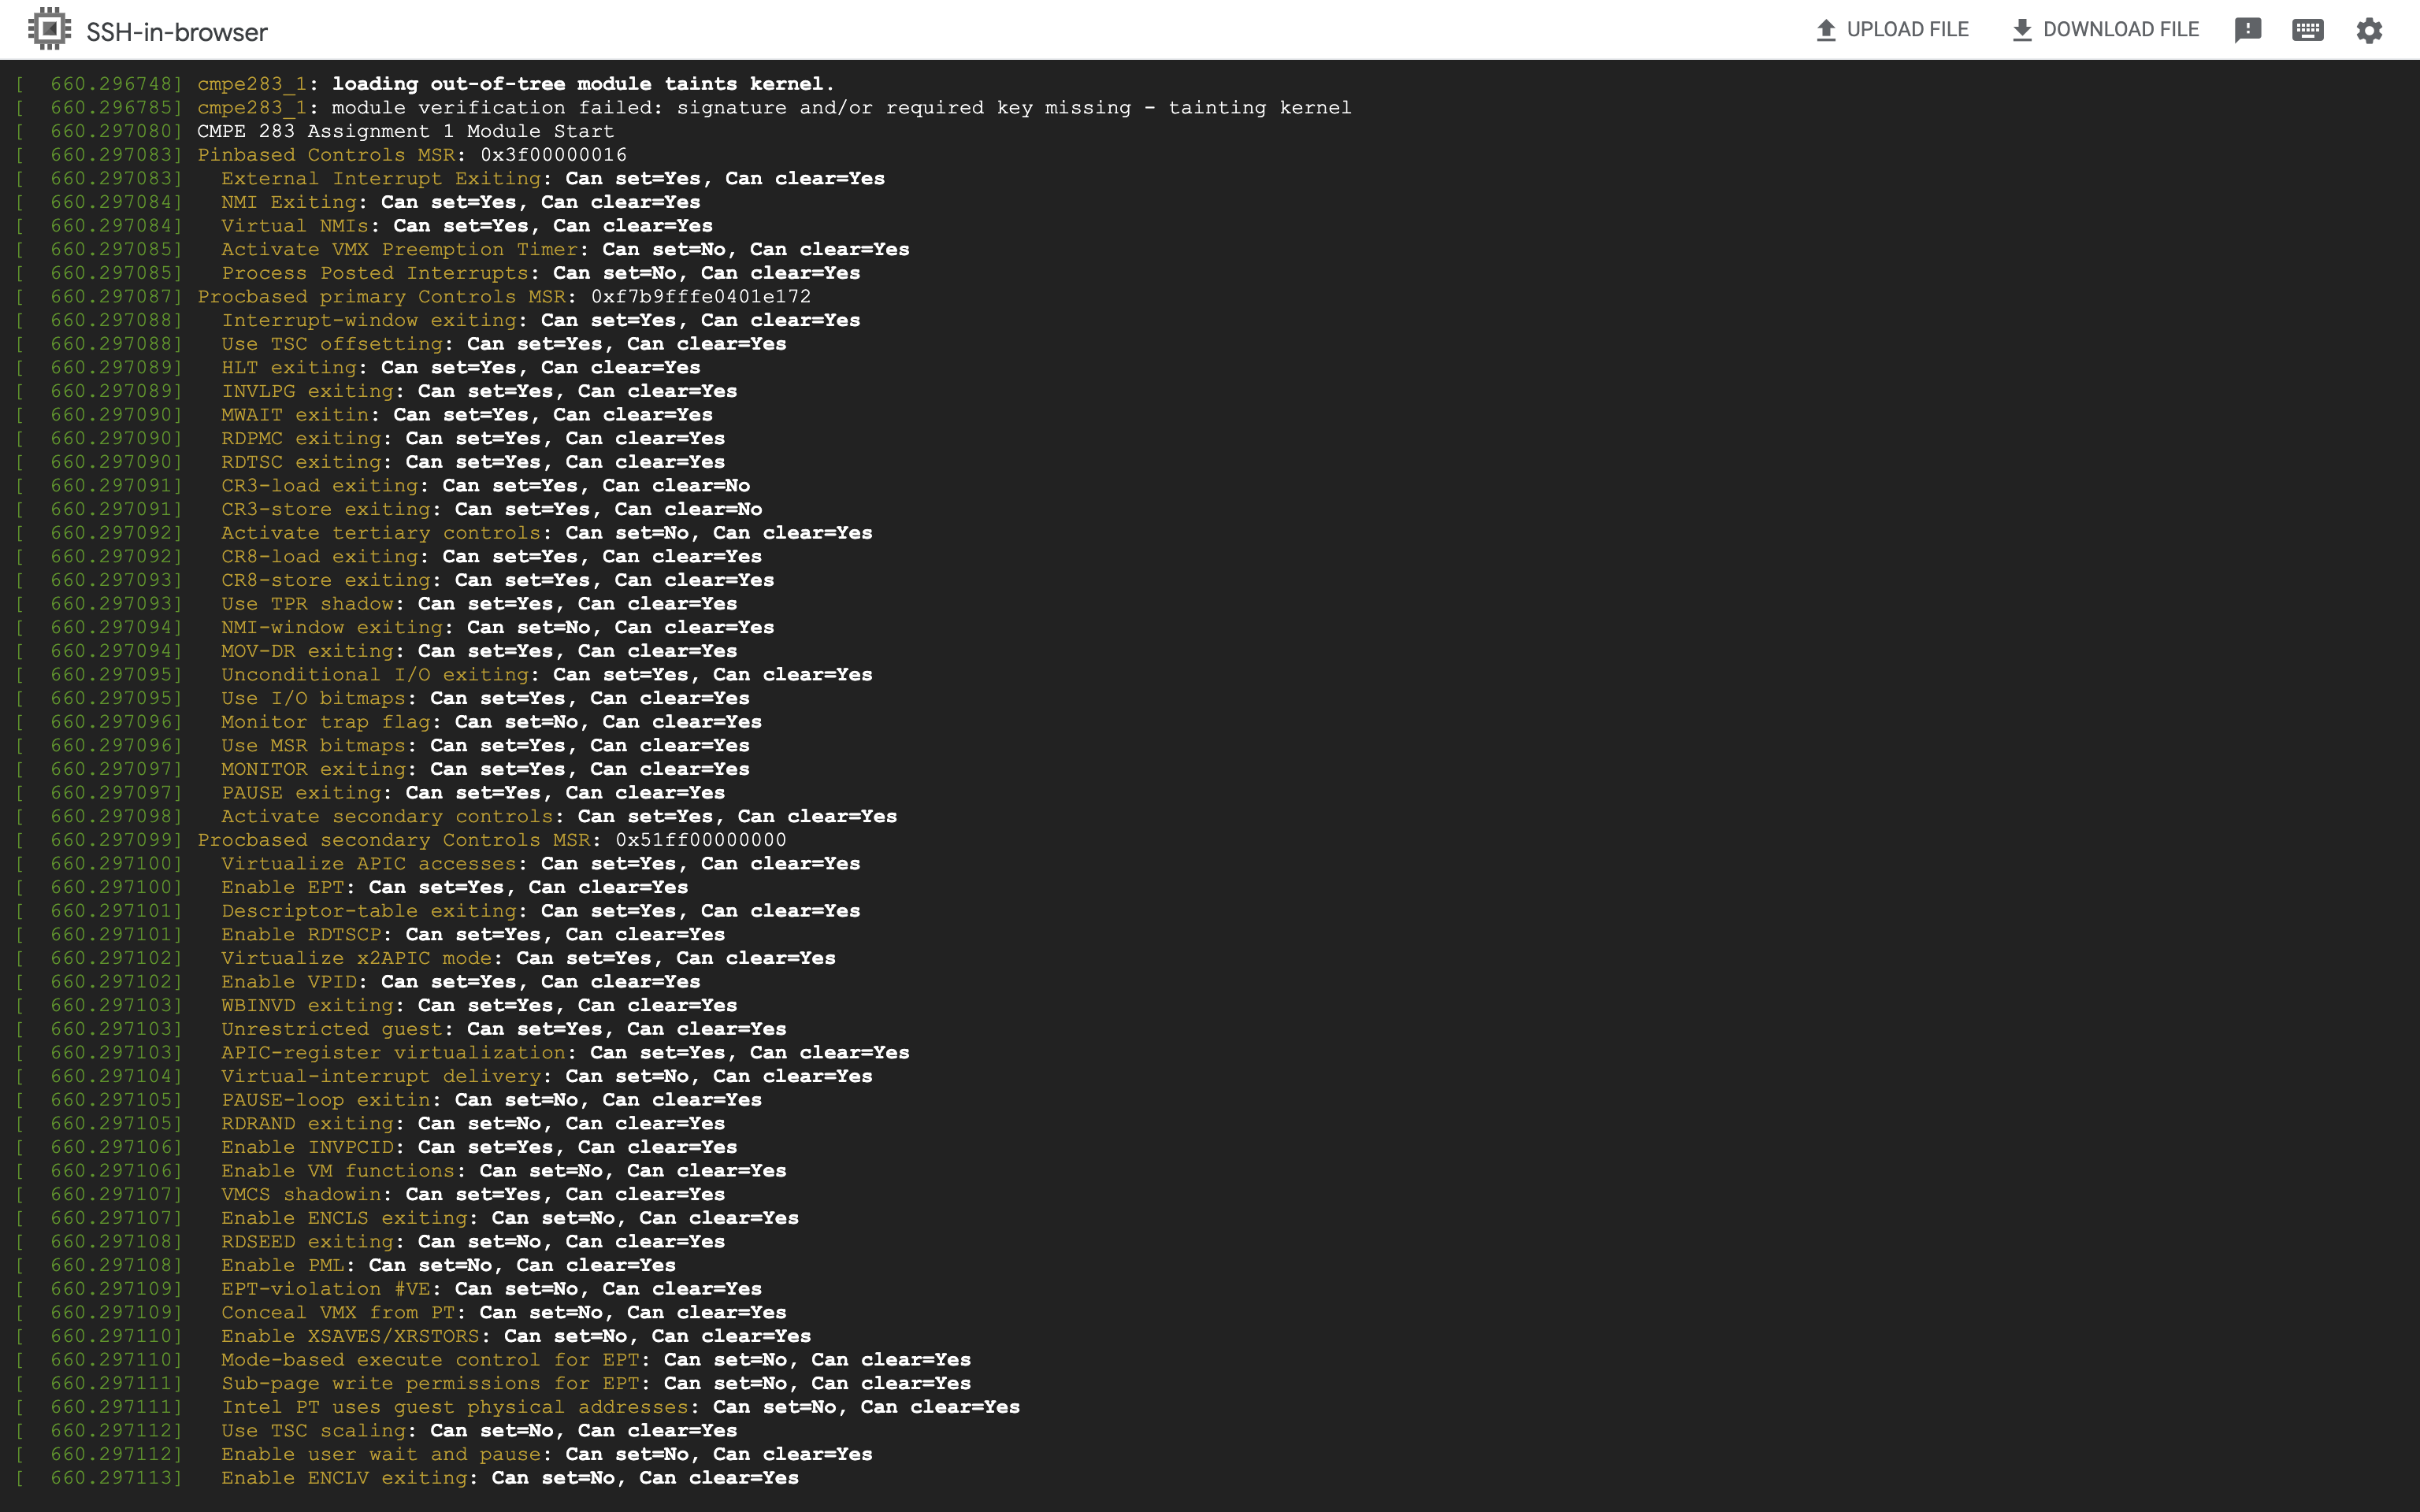 SSH-in-browser
UPLOAD FILE
DOWNLOAD FILE
[  660.296748] cmpe283_1: loading out-of-tree module taints kernel.
[  660.296785] cmpe283_1: module verification failed: signature and/or required key missing - tainting kernel
[  660.297080] CMPE 283 Assignment 1 Module Start
[  660.297083] Pinbased Controls MSR: 0x3f00000016
[  660.297083]   External Interrupt Exiting: Can set=Yes, Can clear=Yes
[  660.297084]   NMI Exiting: Can set=Yes, Can clear=Yes
[  660.297084]   Virtual NMIs: Can set=Yes, Can clear=Yes
[  660.297085]   Activate VMX Preemption Timer: Can set=No, Can clear=Yes
[  660.297085]   Process Posted Interrupts: Can set=No, Can clear=Yes
[  660.297087] Procbased primary Controls MSR: 0xf7b9fffe0401e172
[  660.297088]   Interrupt-window exiting: Can set=Yes, Can clear=Yes
[  660.297088]   Use TSC offsetting: Can set=Yes, Can clear=Yes
[  660.297089]   HLT exiting: Can set=Yes, Can clear=Yes
[  660.297089]   INVLPG exiting: Can set=Yes, Can clear=Yes
[  660.297090]   MWAIT exitin: Can set=Yes, Can clear=Yes
[  660.297090]   RDPMC exiting: Can set=Yes, Can clear=Yes
[  660.297090]   RDTSC exiting: Can set=Yes, Can clear=Yes
[  660.297091]   CR3-load exiting: Can set=Yes, Can clear=No
[  660.297091]   CR3-store exiting: Can set=Yes, Can clear=No
[  660.297092]   Activate tertiary controls: Can set=No, Can clear=Yes
[  660.297092]   CR8-load exiting: Can set=Yes, Can clear=Yes
[  660.297093]   CR8-store exiting: Can set=Yes, Can clear=Yes
[  660.297093]   Use TPR shadow: Can set=Yes, Can clear=Yes
[  660.297094]   NMI-window exiting: Can set=No, Can clear=Yes
[  660.297094]   MOV-DR exiting: Can set=Yes, Can clear=Yes
[  660.297095]   Unconditional I/O exiting: Can set=Yes, Can clear=Yes
[  660.297095]   Use I/O bitmaps: Can set=Yes, Can clear=Yes
[  660.297096]   Monitor trap flag: Can set=No, Can clear=Yes
[  660.297096]   Use MSR bitmaps: Can set=Yes, Can clear=Yes
[  660.297097]   MONITOR exiting: Can set=Yes, Can clear=Yes
[  660.297097]   PAUSE exiting: Can set=Yes, Can clear=Yes
[  660.297098]   Activate secondary controls: Can set=Yes, Can clear=Yes
[  660.297099] Procbased secondary Controls MSR: 0x51ff00000000
[  660.297100]   Virtualize APIC accesses: Can set=Yes, Can clear=Yes
[  660.297100]   Enable EPT: Can set=Yes, Can clear=Yes
[  660.297101]   Descriptor-table exiting: Can set=Yes, Can clear=Yes
[  660.297101]   Enable RDTSCP: Can set=Yes, Can clear=Yes
[  660.297102]   Virtualize x2APIC mode: Can set=Yes, Can clear=Yes
[  660.297102]   Enable VPID: Can set=Yes, Can clear=Yes
[  660.297103]   WBINVD exiting: Can set=Yes, Can clear=Yes
[  660.297103]   Unrestricted guest: Can set=Yes, Can clear=Yes
[  660.297103]   APIC-register virtualization: Can set=Yes, Can clear=Yes
[  660.297104]   Virtual-interrupt delivery: Can set=No, Can clear=Yes
[  660.297105]   PAUSE-loop exitin: Can set=No, Can clear=Yes
[  660.297105]   RDRAND exiting: Can set=No, Can clear=Yes
[  660.297106]   Enable INVPCID: Can set=Yes, Can clear=Yes
[  660.297106]   Enable VM functions: Can set=No, Can clear=Yes
[  660.297107]   VMCS shadowin: Can set=Yes, Can clear=Yes
[  660.297107]   Enable ENCLS exiting: Can set=No, Can clear=Yes
[  660.297108]   RDSEED exiting: Can set=No, Can clear=Yes
[  660.297108]   Enable PML: Can set=No, Can clear=Yes
[  660.297109]   EPT-violation #VE: Can set=No, Can clear=Yes
[  660.297109]   Conceal VMX from PT: Can set=No, Can clear=Yes
[  660.297110]   Enable XSAVES/XRSTORS: Can set=No, Can clear=Yes
[  660.297110]   Mode-based execute control for EPT: Can set=No, Can clear=Yes
[  660.297111]   Sub-page write permissions for EPT: Can set=No, Can clear=Yes
[  660.297111]   Intel PT uses guest physical addresses: Can set=No, Can clear=Yes
[  660.297112]   Use TSC scaling: Can set=No, Can clear=Yes
[  660.297112]   Enable user wait and pause: Can set=No, Can clear=Yes
[  660.297113]   Enable ENCLV exiting: Can set=No, Can clear=Yes